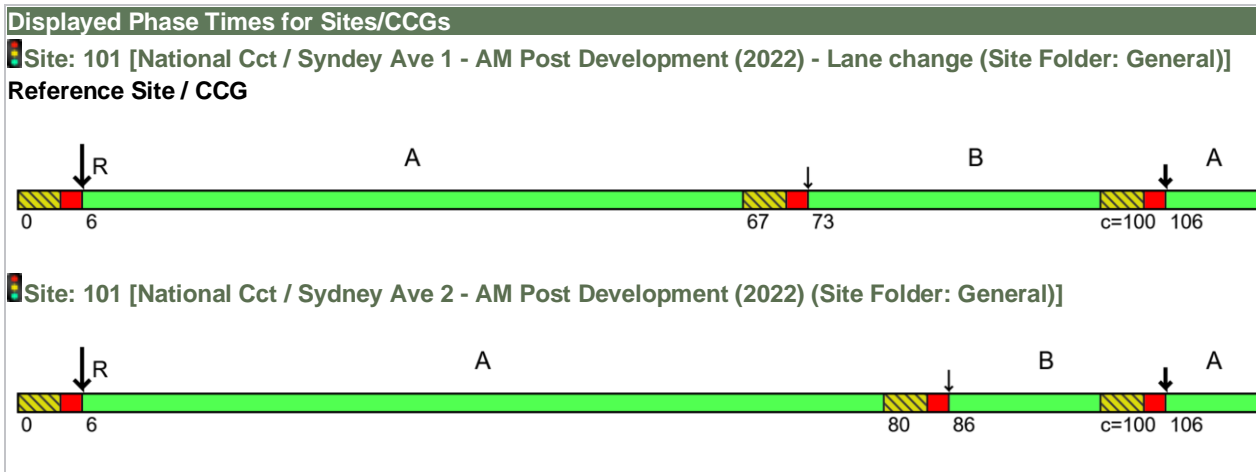 Displayed Phase Times for Sites/CCGs
Site: 101 [National Cct / Syndey Ave 1 - AM Post Development (2022) - Lane change (Site Folder: General)]
Reference Site / CCG
R A B A
0 6 67 73 c=100 106
Site: 101 [National Cct / Sydney Ave 2 - AM Post Development (2022) (Site Folder: General)]
R A B A
0 6 80 86 c=100 106